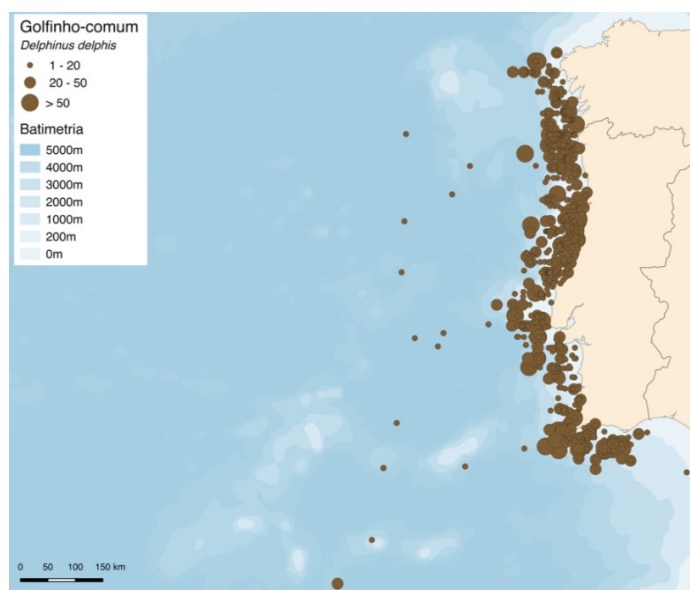 Golfinho-comum
Delphinus delphis
1 - 20
20 - 50
> 50
Batimetria
5000m
4000m
3000m
2000m
1000m
200m
0m
0 50 100 150 km